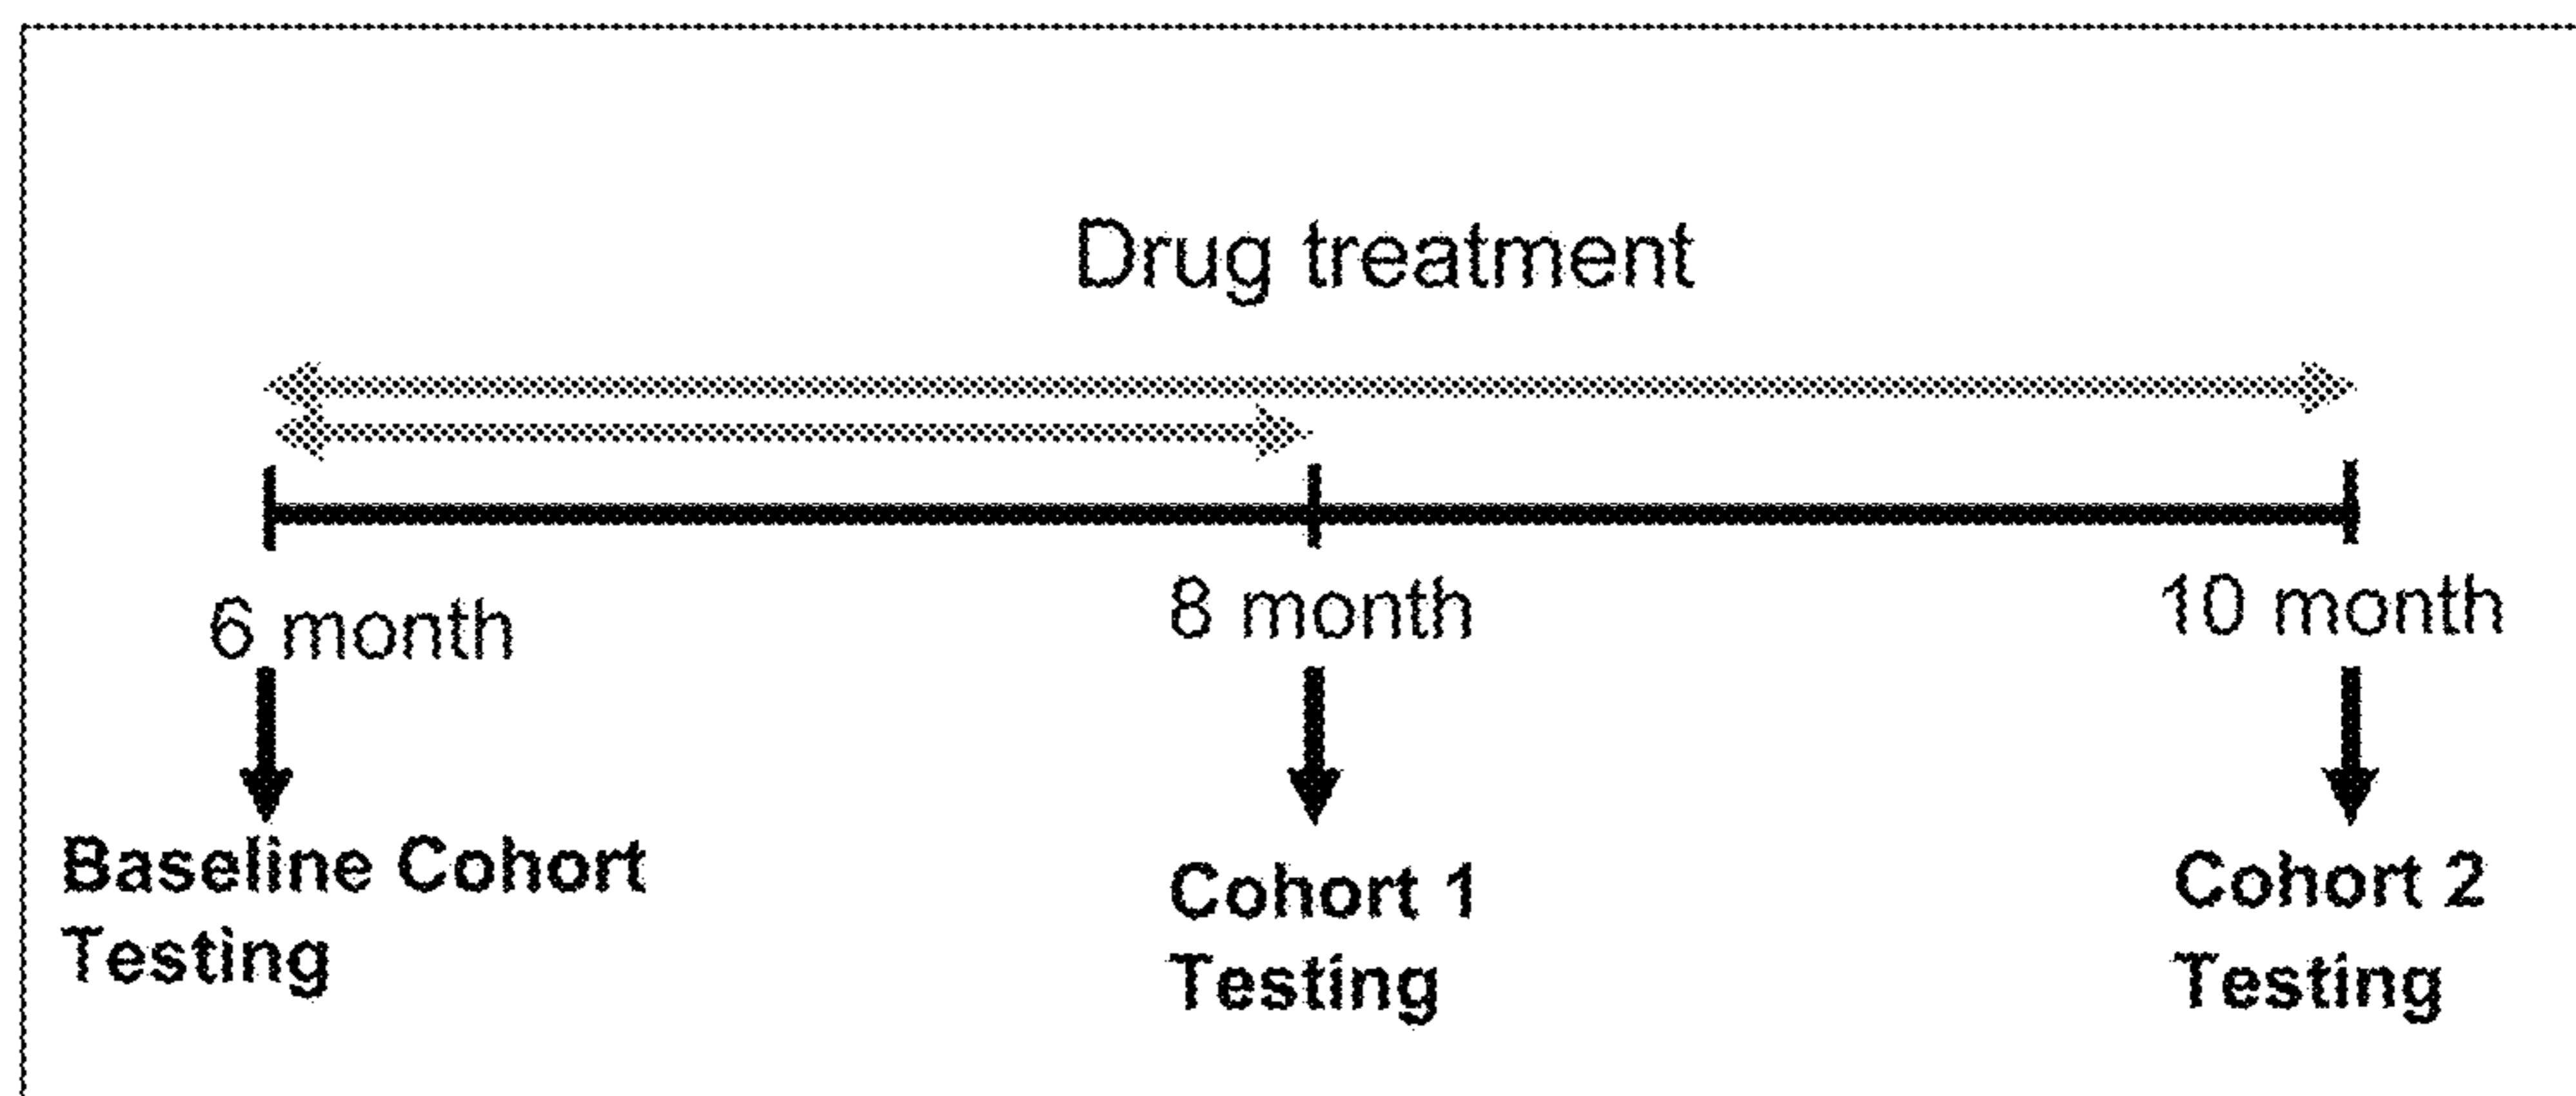 Drug treatment
6 month
8 month
10 month
Baseline Cohort
Testing
Cohort 1
Testing
Cohort 2
Testing